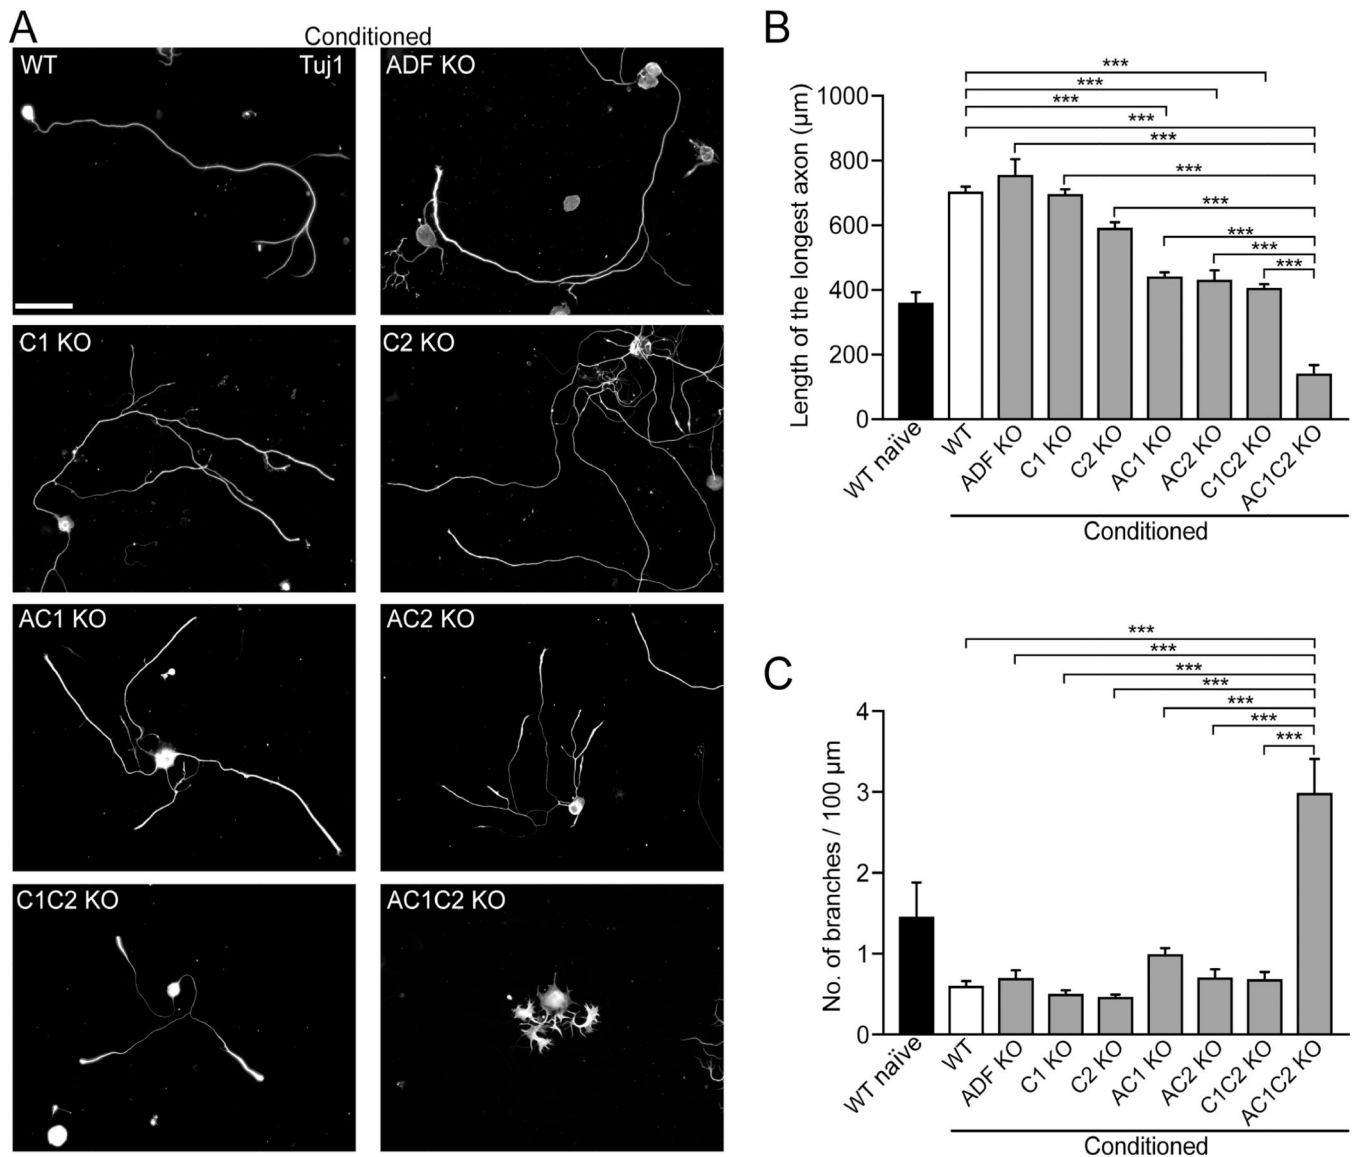 A
Conditioned
WT
Tuj1
ADF KO
C1 KO
C2 KO
AC1 KO
AC2 KO
C1C2 KO
AC1C2 KO
B
***
***
***
***
***
***
***
***
***
***
Length of the longest axon (µm)
1000
800
600
400
200
0
WT naïve
WT
ADF KO
C1 KO
C2 KO
AC1 KO
AC2 KO
C1C2 KO
AC1C2 KO
Conditioned
C
***
***
***
***
***
***
***
No. of branches / 100 µm
4
3
2
1
0
WT naïve
WT
ADF KO
C1 KO
C2 KO
AC1 KO
AC2 KO
C1C2 KO
AC1C2 KO
Conditioned